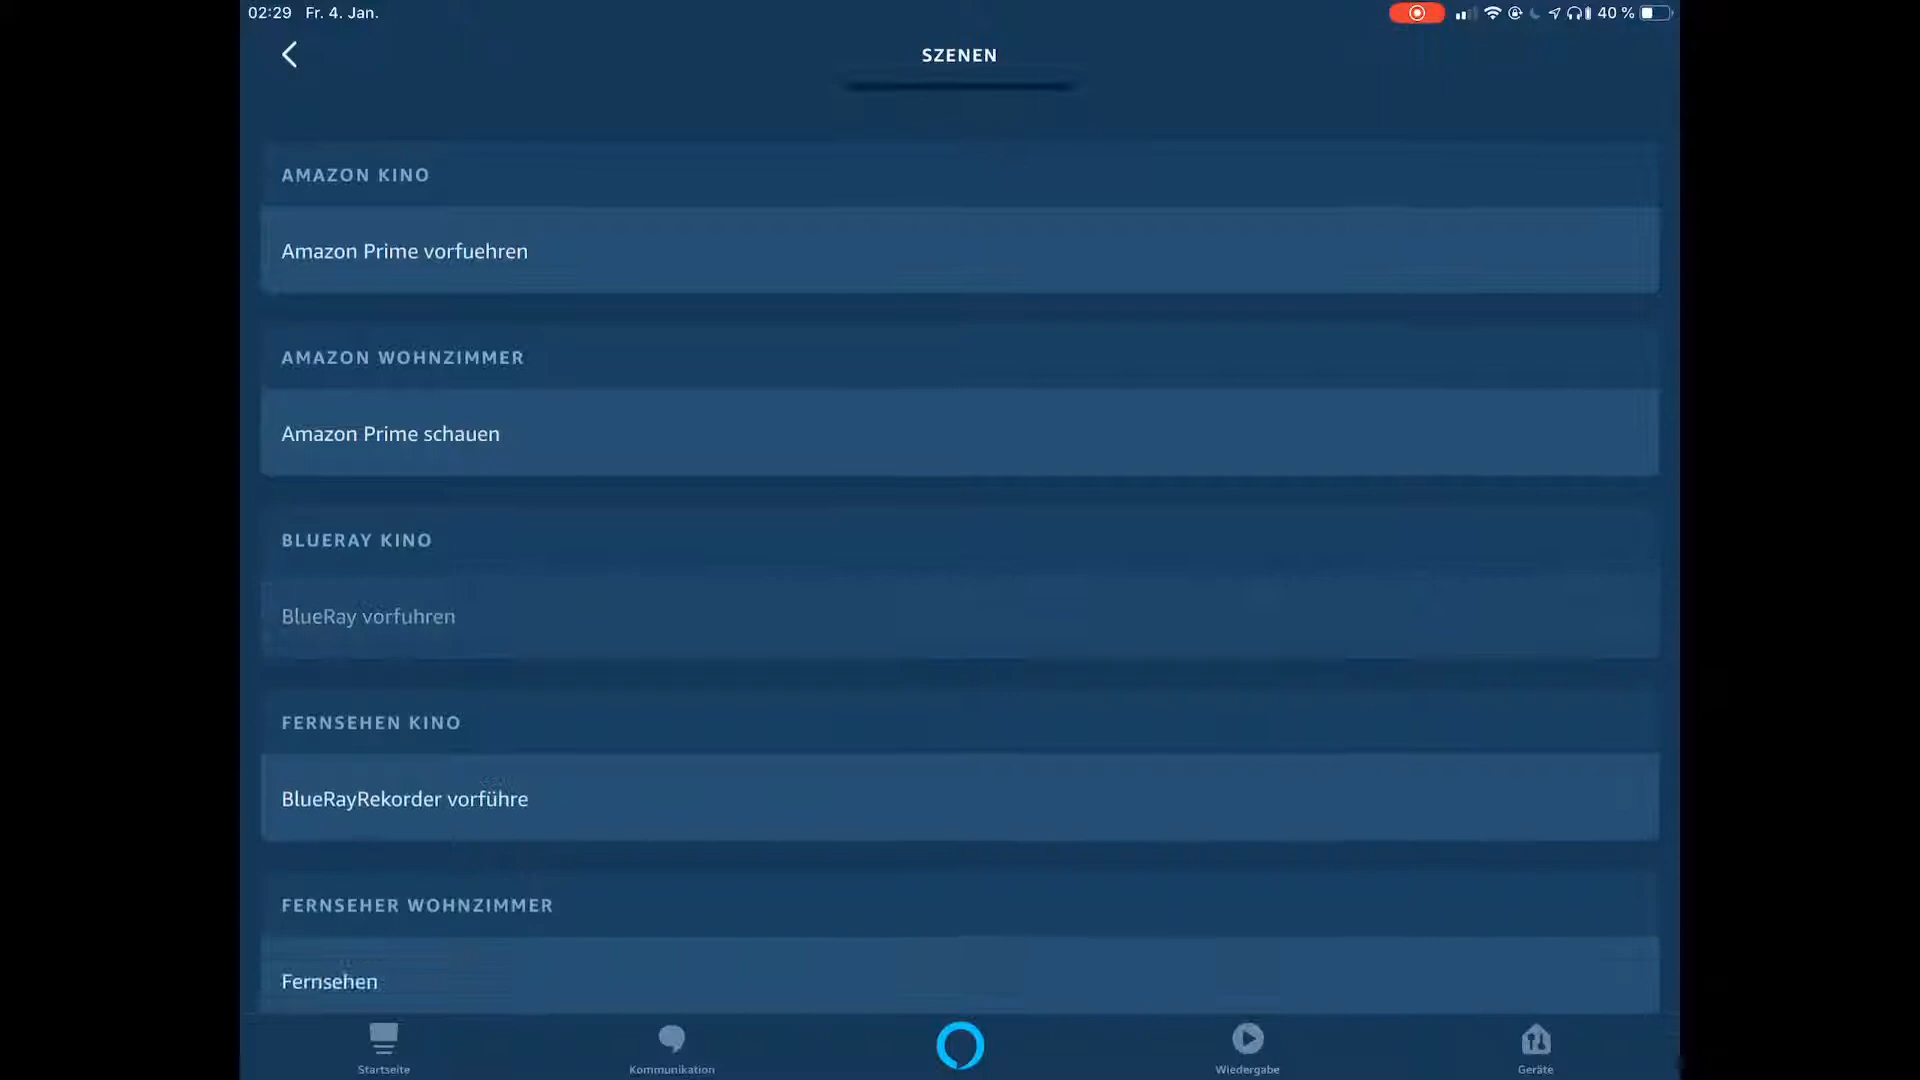 02:29 Fr. 4. Jan.
40 %
SZENEN
AMAZON KINO
Amazon Prime vorfuehren
AMAZON WOHNZIMMER
Amazon Prime schauen
BLUERAY KINO
BlueRay vorfuhren
FERNSEHEN KINO
BlueRayRekorder vorführe
FERNSEHER WOHNZIMMER
Fernsehen
Startseite
Kommunikation
Wiedergabe
Geräte